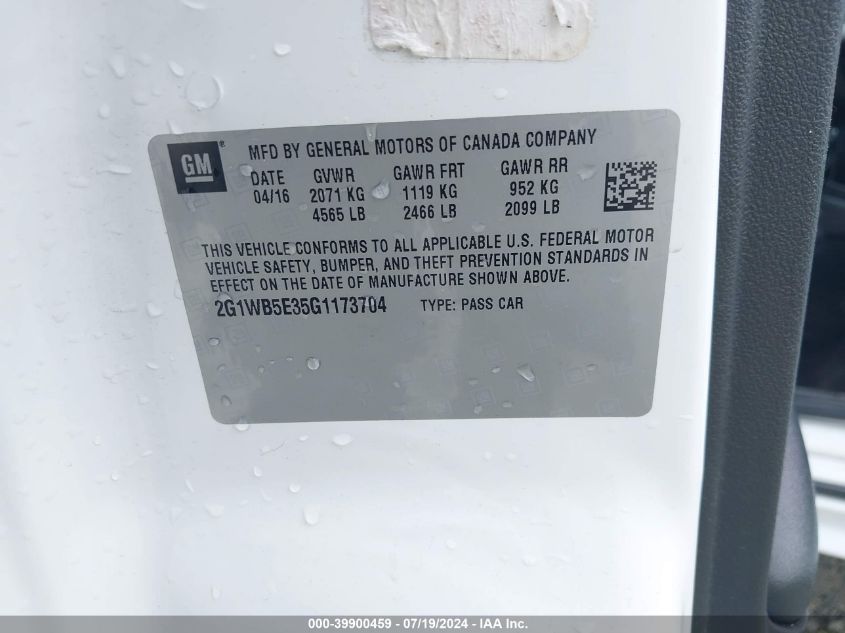 GM ®
MFD BY GENERAL MOTORS OF CANADA COMPANY
DATE GVWR GAWR FRT GAWR RR
04/16 2071 KG 1119 KG 952 KG
4565 LB 2466 LB 2099 LB
THIS VEHICLE CONFORMS TO ALL APPLICABLE U.S. FEDERAL MOTOR
VEHICLE SAFETY, BUMPER, AND THEFT PREVENTION STANDARDS IN
EFFECT ON THE DATE OF MANUFACTURE SHOWN ABOVE.
2G1WB5E35G1173704 TYPE: PASS CAR
000-39900459 - 07/19/2024 - IAA Inc.